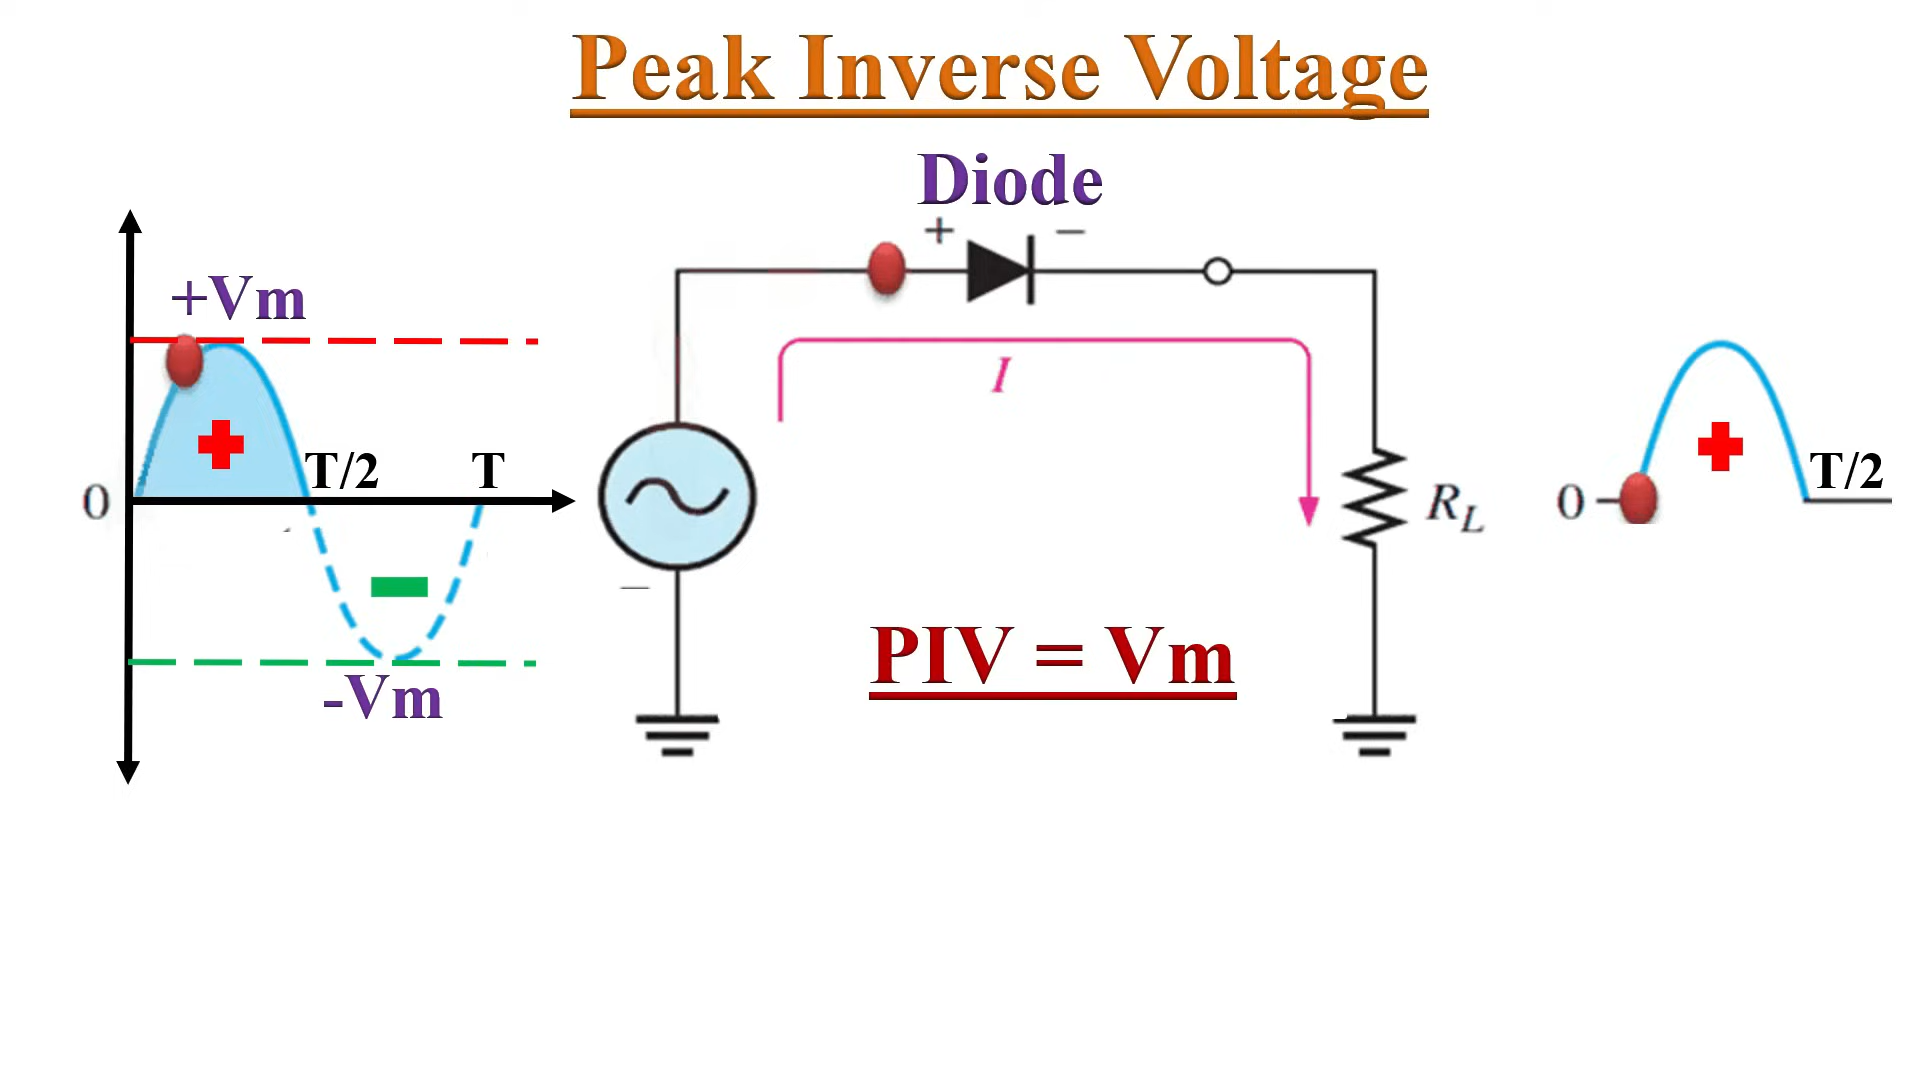 Peak Inverse Voltage
Diode
+ −
+Vm
I
T/2 T
0
R_L
0 T/2
−
PIV = Vm
-Vm